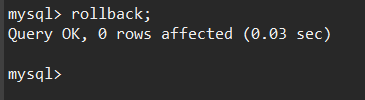 mysql> rollback;
Query OK, 0 rows affected (0.03 sec)
mysql>